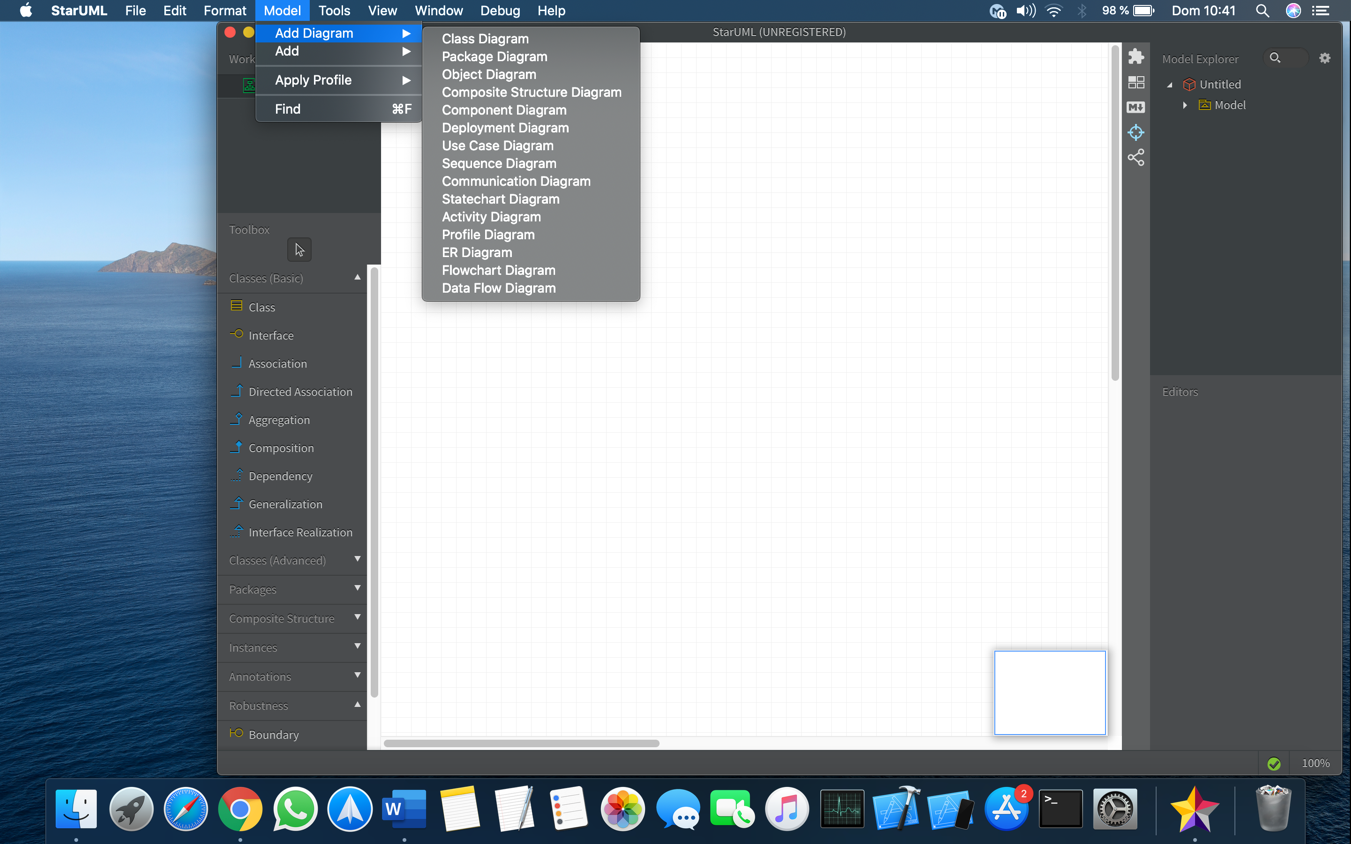 StarUML File Edit Format Model Tools View Window Debug Help 98 % Dom 10:41
StarUML (UNREGISTERED)
Add Diagram
Add
Apply Profile
Find ⌘F
Class Diagram
Package Diagram
Object Diagram
Composite Structure Diagram
Component Diagram
Deployment Diagram
Use Case Diagram
Sequence Diagram
Communication Diagram
Statechart Diagram
Activity Diagram
Profile Diagram
ER Diagram
Flowchart Diagram
Data Flow Diagram
Work
Toolbox
Classes (Basic)
Class
Interface
Association
Directed Association
Aggregation
Composition
Dependency
Generalization
Interface Realization
Classes (Advanced)
Packages
Composite Structure
Instances
Annotations
Robustness
Boundary
Model Explorer
Untitled
Model
Editors
100%
W
2
>_